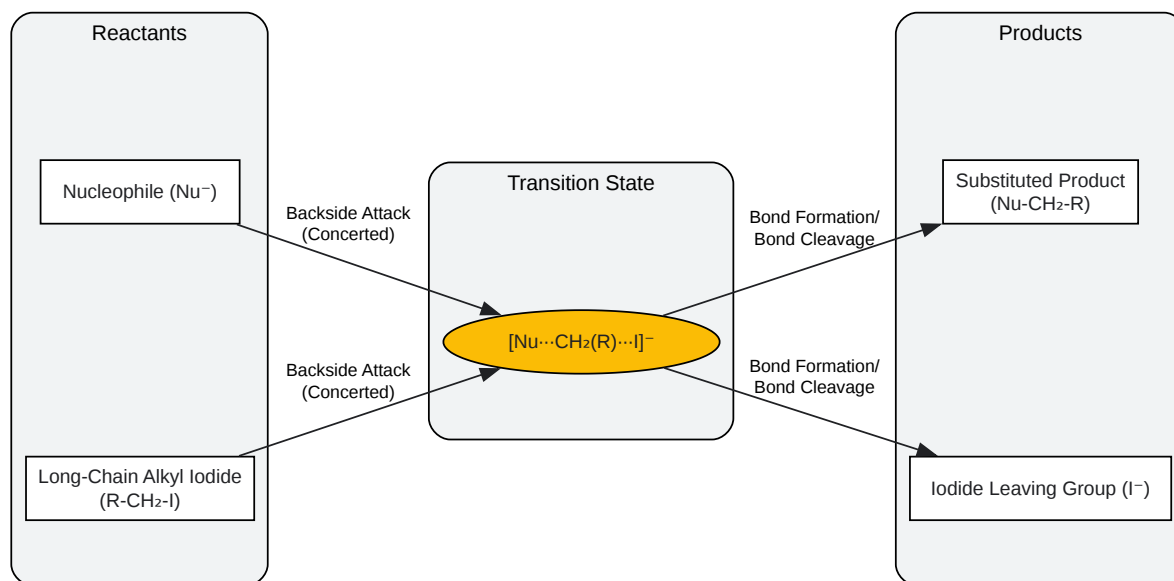 Reactants
Nucleophile (Nu⁻)
Long-Chain Alkyl Iodide
(R-CH₂-I)
Backside Attack
(Concerted)
Backside Attack
(Concerted)
Transition State
[Nu···CH₂(R)···I]⁻
Bond Formation/
Bond Cleavage
Bond Formation/
Bond Cleavage
Products
Substituted Product
(Nu-CH₂-R)
Iodide Leaving Group (I⁻)